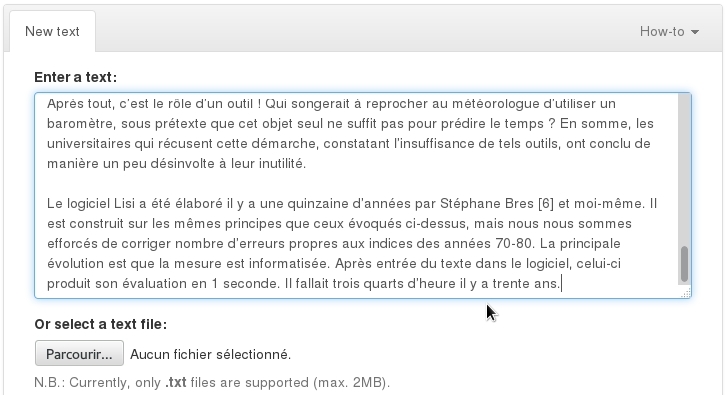 New text
How-to
Enter a text:
Après tout, c'est le rôle d'un outil ! Qui songerait à reprocher au météorologue d'utiliser un
baromètre, sous prétexte que cet objet seul ne suffit pas pour prédire le temps ? En somme, les
universitaires qui récusent cette démarche, constatant l'insuffisance de tels outils, ont conclu de
manière un peu désinvolte à leur inutilité.
Le logiciel Lisi a été élaboré il y a une quinzaine d'années par Stéphane Bres [6] et moi-même. Il
est construit sur les mêmes principes que ceux évoqués ci-dessus, mais nous nous sommes
efforcés de corriger nombre d'erreurs propres aux indices des années 70-80. La principale
évolution est que la mesure est informatisée. Après entrée du texte dans le logiciel, celui-ci
produit son évaluation en 1 seconde. Il fallait trois quarts d'heure il y a trente ans.
Or select a text file:
Parcourir... Aucun fichier sélectionné.
N.B.: Currently, only .txt files are supported (max. 2MB).